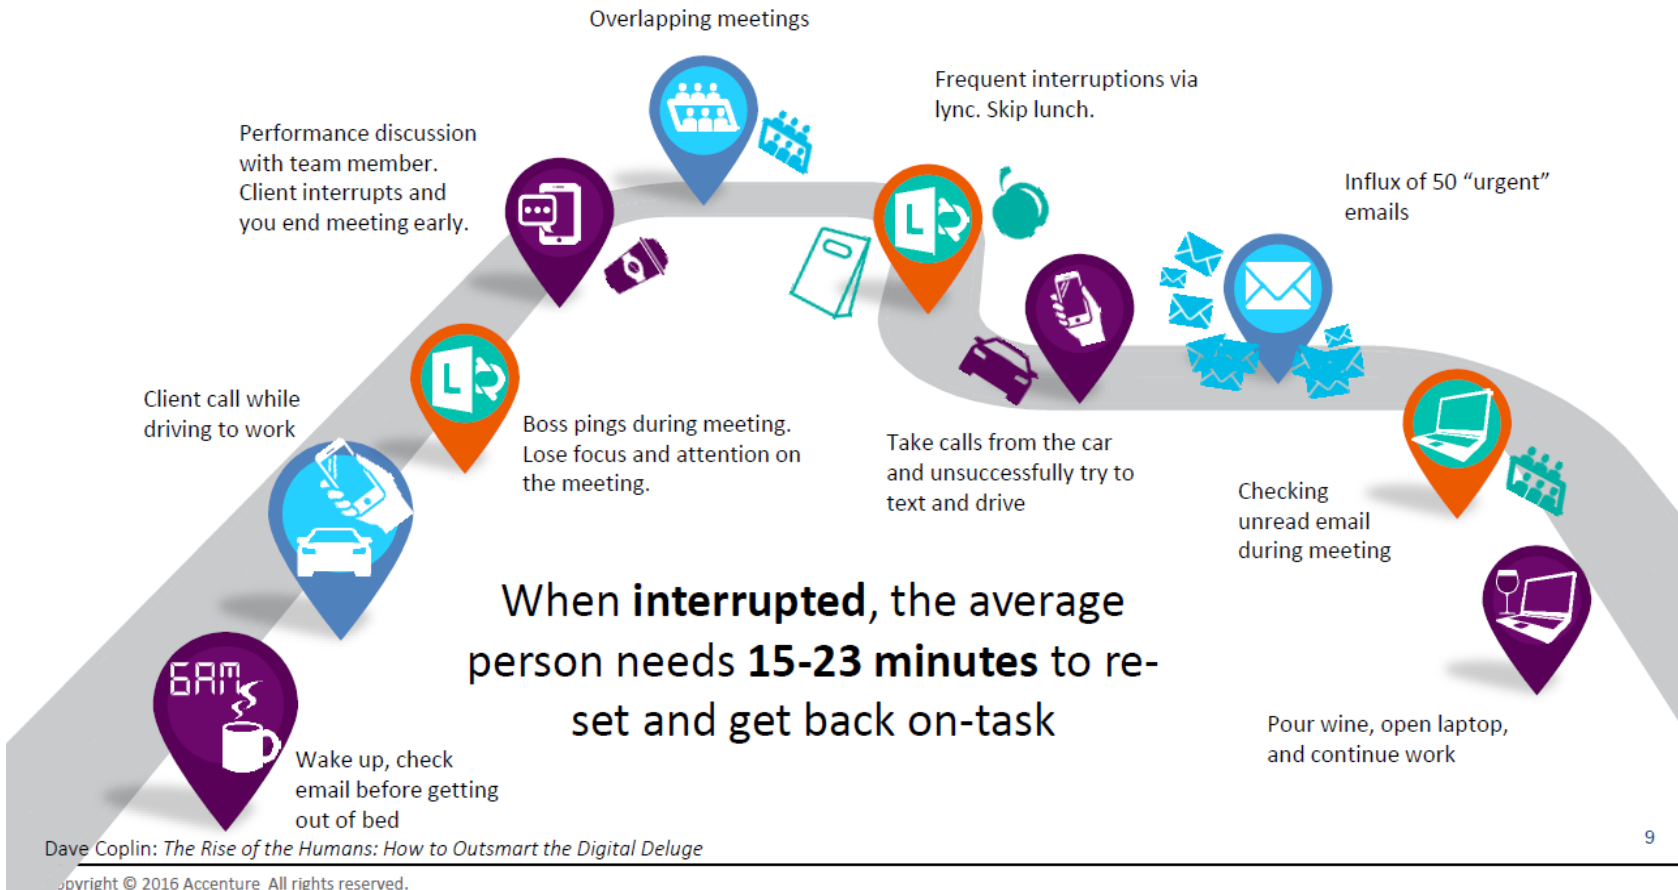 Overlapping meetings
Frequent interruptions via
lync. Skip lunch.
Performance discussion
with team member.
Client interrupts and
you end meeting early.
Influx of 50 “urgent”
emails
L
L
Client call while
driving to work
Boss pings during meeting.
Lose focus and attention on
the meeting.
Take calls from the car
and unsuccessfully try to
text and drive
Checking
unread email
during meeting
When interrupted, the average
person needs 15-23 minutes to re-
set and get back on-task
6AM
Wake up, check
email before getting
out of bed
Pour wine, open laptop,
and continue work
Dave Coplin: The Rise of the Humans: How to Outsmart the Digital Deluge
9
opyright © 2016 Accenture All rights reserved.